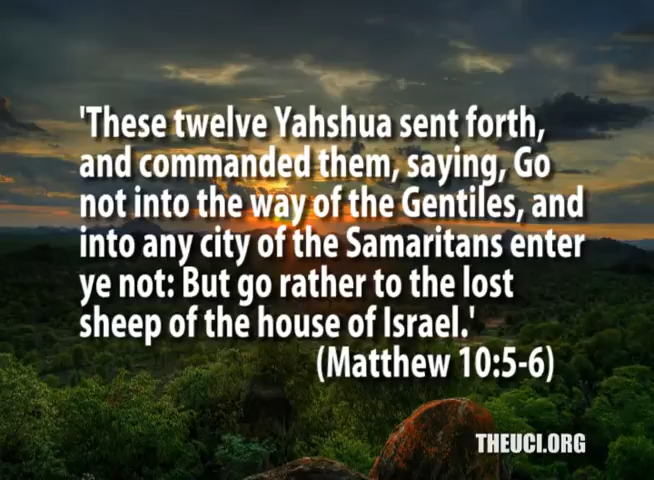 'These twelve Yahshua sent forth,
and commanded them, saying, Go
not into the way of the Gentiles, and
into any city of the Samaritans enter
ye not: But go rather to the lost
sheep of the house of Israel.'
(Matthew 10:5-6)
THEUCI.ORG